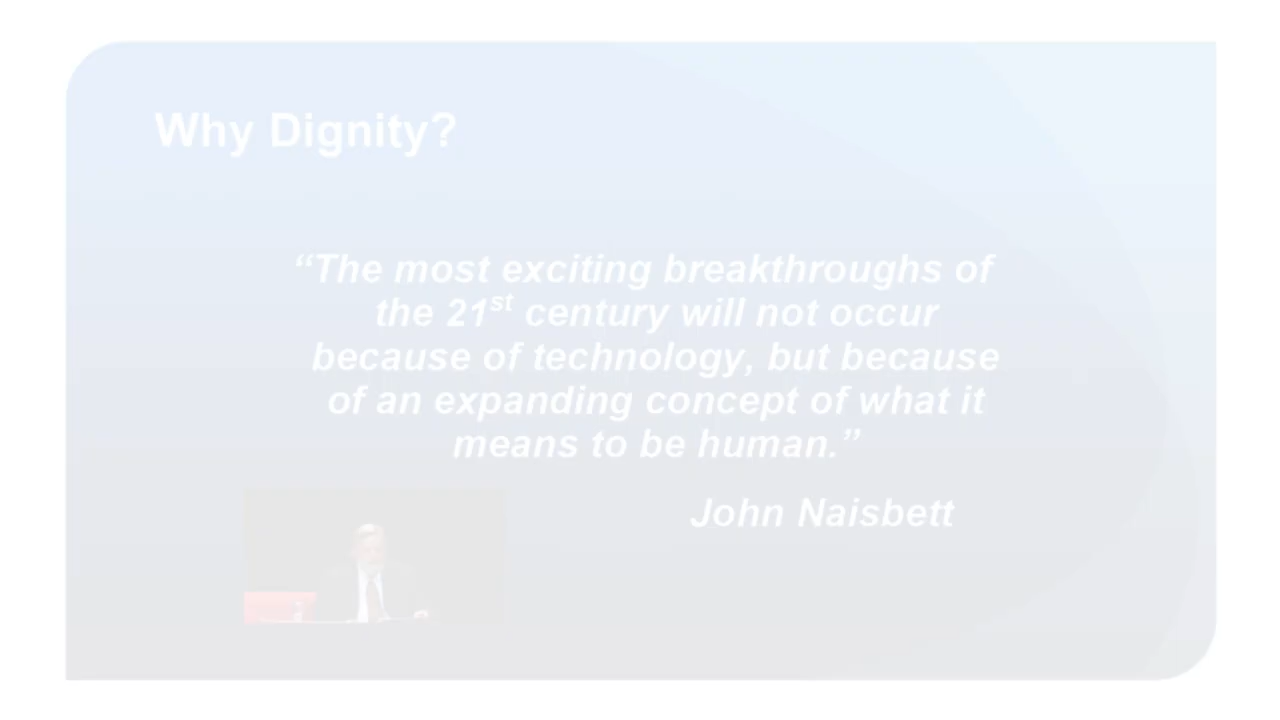 Why Dignity?
“The most exciting breakthroughs of
the 21st century will not occur
because of technology, but because
of an expanding concept of what it
means to be human.”
John Naisbett